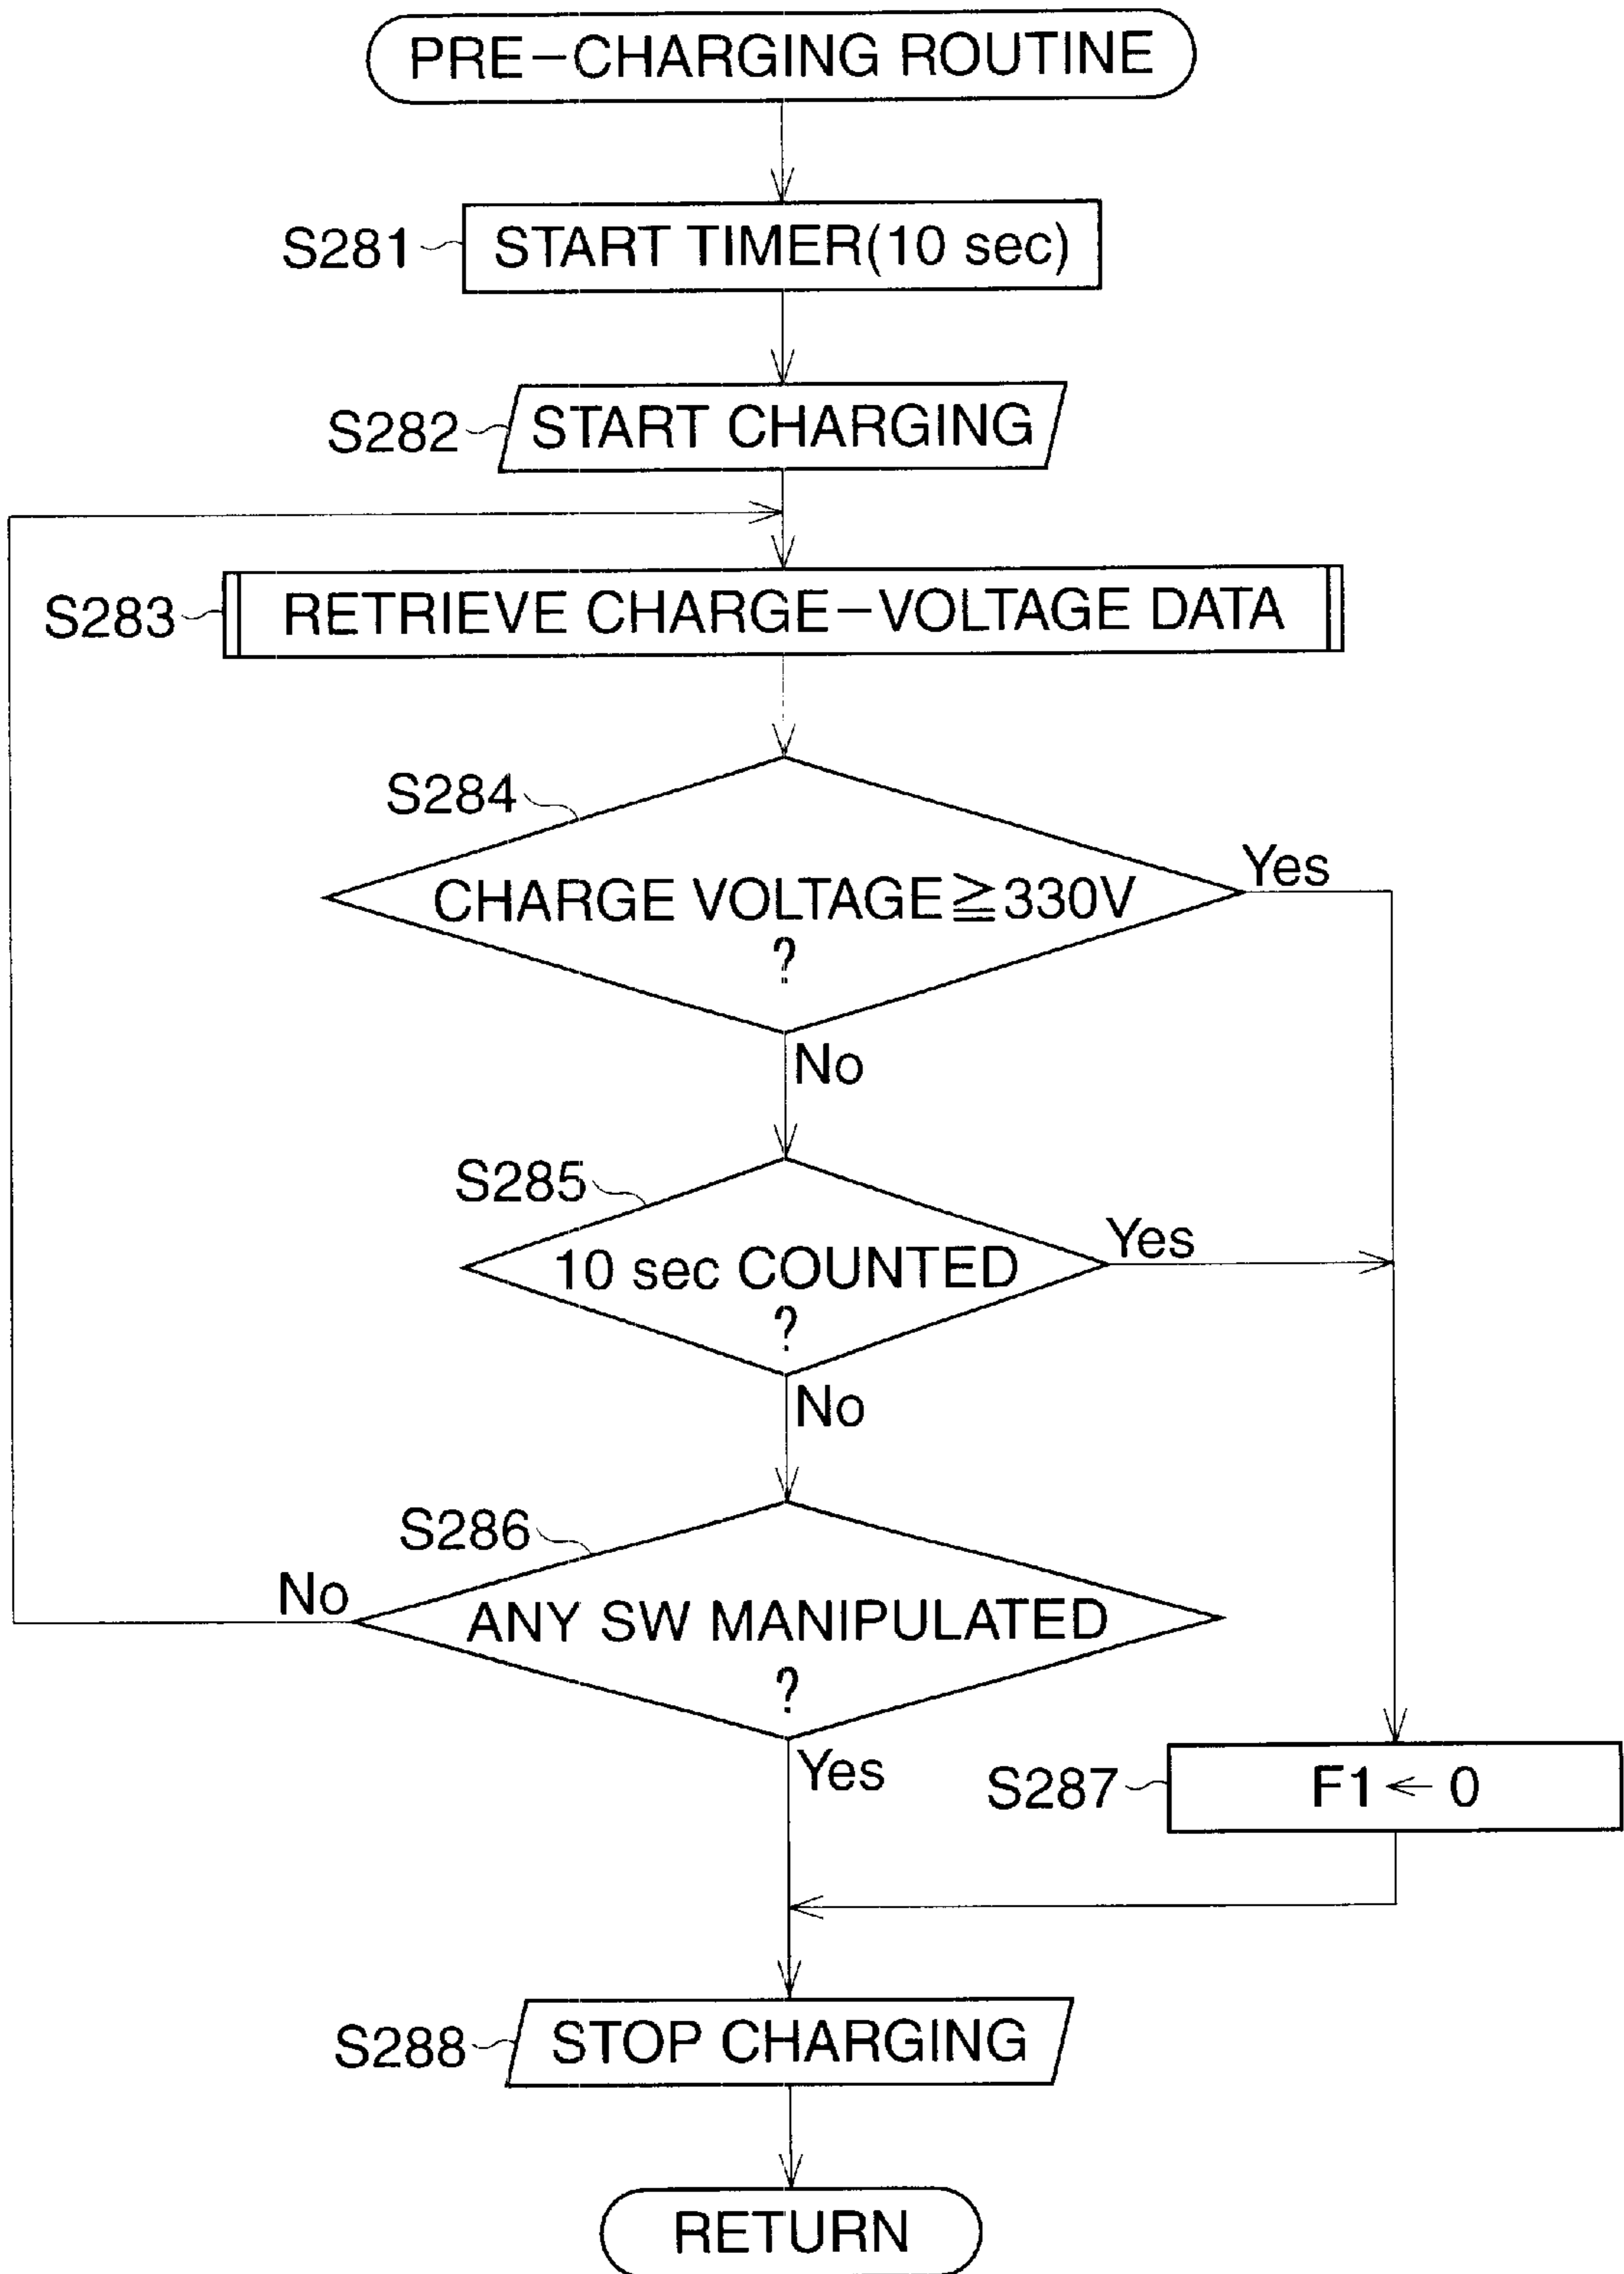 PRE-CHARGING ROUTINE
S281
START TIMER(10 sec)
S282
START CHARGING
S283
RETRIEVE CHARGE-VOLTAGE DATA
S284
CHARGE VOLTAGE≧330V
?
Yes
No
S285
10 sec COUNTED
?
Yes
No
S286
ANY SW MANIPULATED
?
No
Yes
S287
F1 ← 0
S288
STOP CHARGING
RETURN